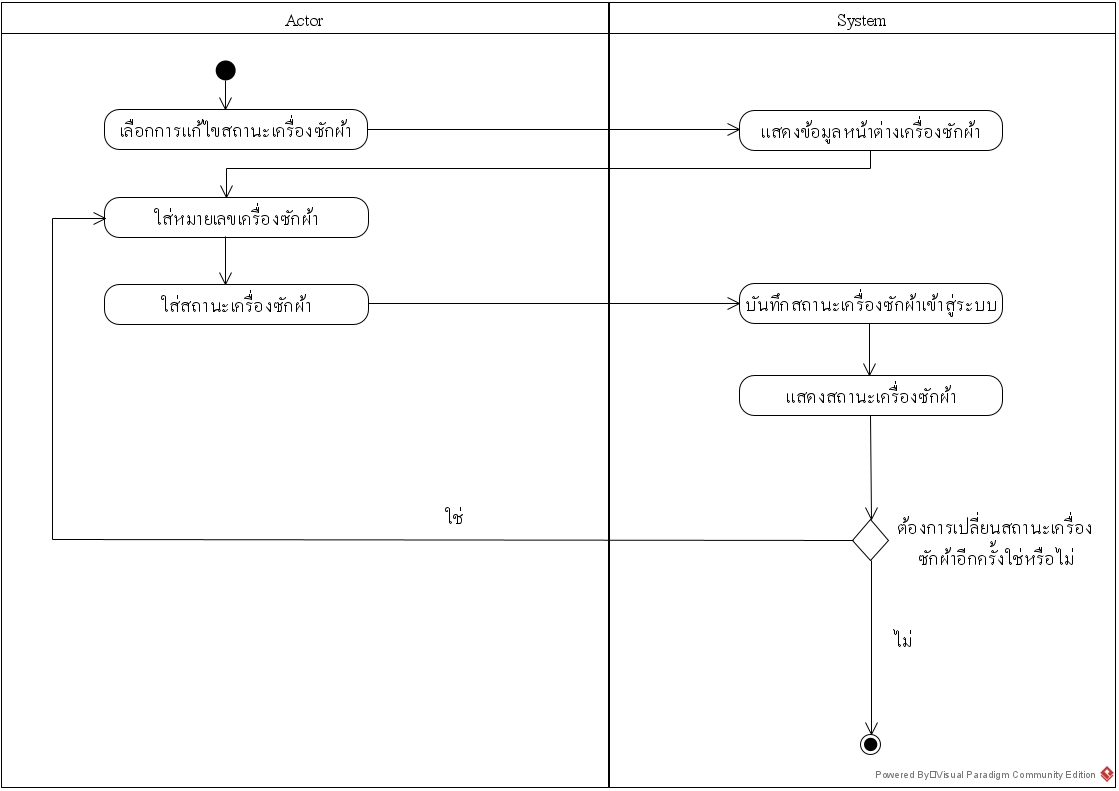 Actor
System
เลือกการแก้ไขสถานะเครื่องซักผ้า
แสดงข้อมูลหน้าต่างเครื่องซักผ้า
ใส่หมายเลขเครื่องซักผ้า
ใส่สถานะเครื่องซักผ้า
บันทึกสถานะเครื่องซักผ้าเข้าสู่ระบบ
แสดงสถานะเครื่องซักผ้า
ใช่
ต้องการเปลี่ยนสถานะเครื่อง
ซักผ้าอีกครั้งใช่หรือไม่
ไม่
Powered By□Visual Paradigm Community Edition